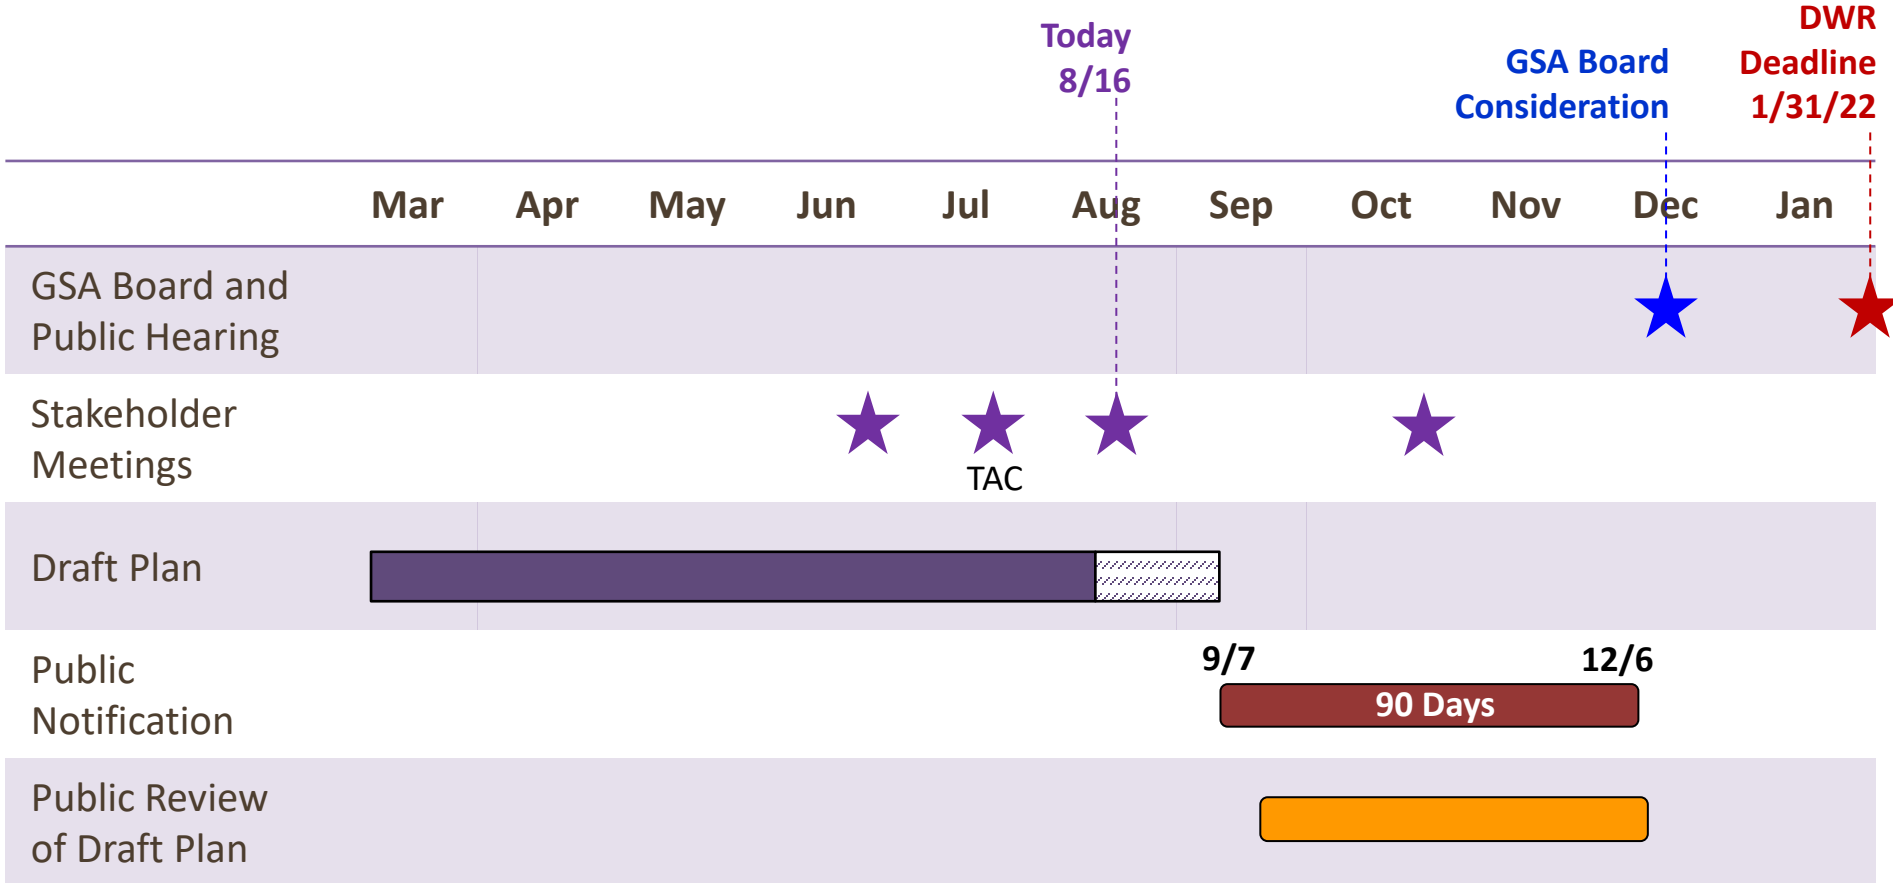 Today
8/16
GSA Board
Consideration
DWR
Deadline
1/31/22
Mar Apr May Jun Jul Aug Sep Oct Nov Dec Jan
GSA Board and
Public Hearing
Stakeholder
Meetings
TAC
Draft Plan
Public
Notification
9/7 12/6
90 Days
Public Review
of Draft Plan